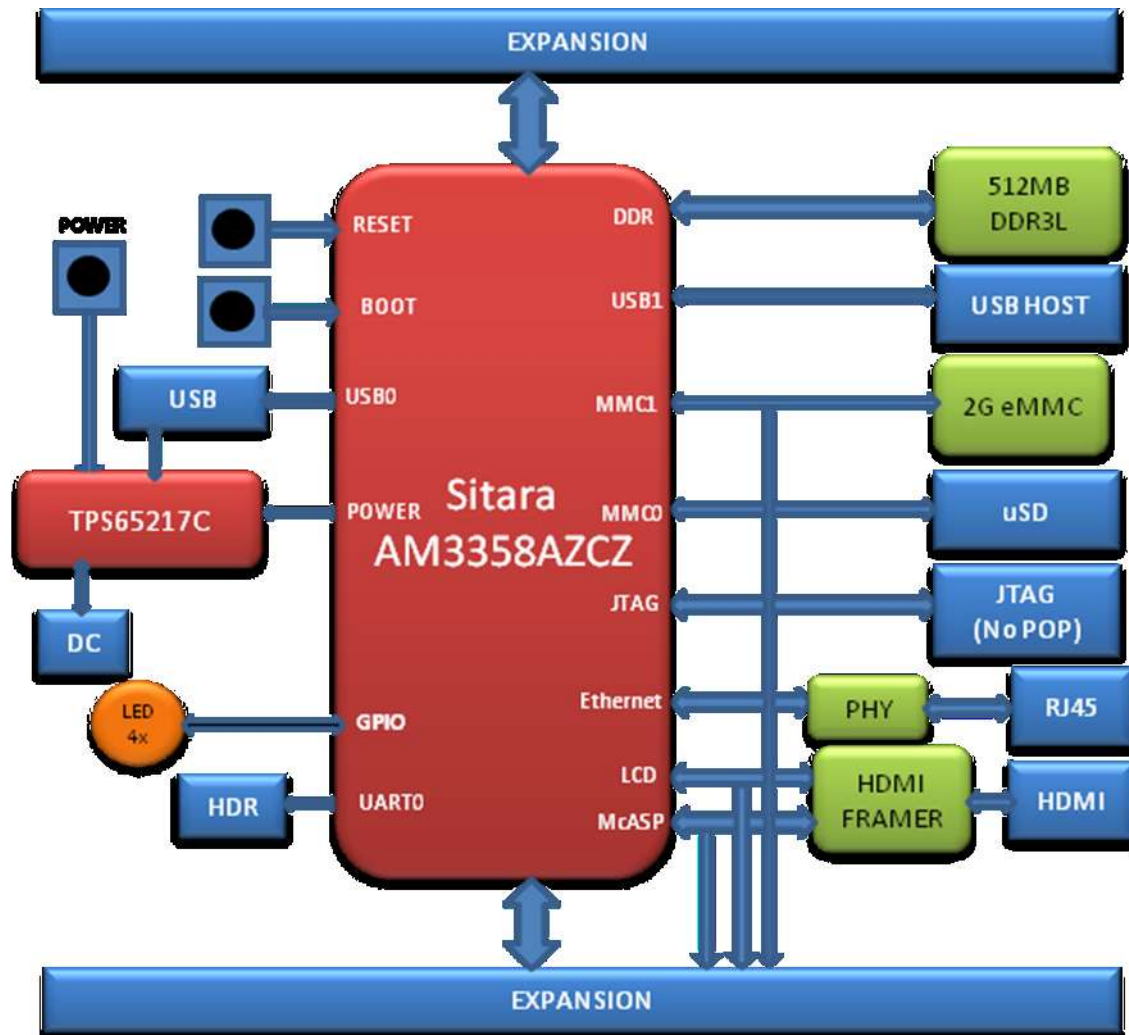 EXPANSION
POWER
RESET
BOOT
USB
USB0
TPS65217C
POWER
DC
LED
4x
GPIO
HDR
UART0
Sitara
AM3358AZCZ
DDR
512MB
DDR3L
USB1
USB HOST
MMC1
2G eMMC
MMC0
uSD
JTAG
JTAG
(No POP)
Ethernet
PHY
RJ45
LCD
McASP
HDMI
FRAMER
HDMI
EXPANSION